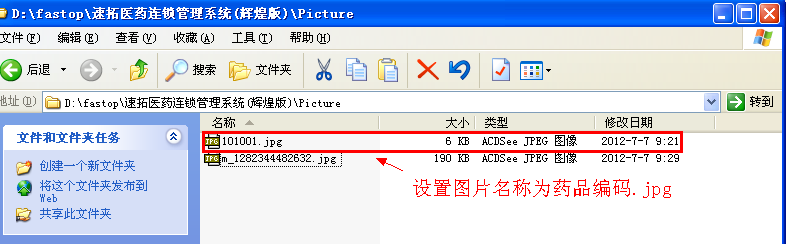 D:\fastop\速拓医药连锁管理系统(辉煌版)\Picture
文件(F) 编辑(E) 查看(V) 收藏(A) 工具(T) 帮助(H)
后退 搜索 文件夹
地址(D) D:\fastop\速拓医药连锁管理系统(辉煌版)\Picture 转到
名称 大小 类型 修改日期
文件和文件夹任务
101001.jpg 6 KB ACDSee JPEG 图像 2012-7-7 9:21
m_1282344482632.jpg 190 KB ACDSee JPEG 图像 2012-7-7 9:29
创建一个新文件夹
将这个文件夹发布到
Web
共享此文件夹
设置图片名称为药品编码.jpg